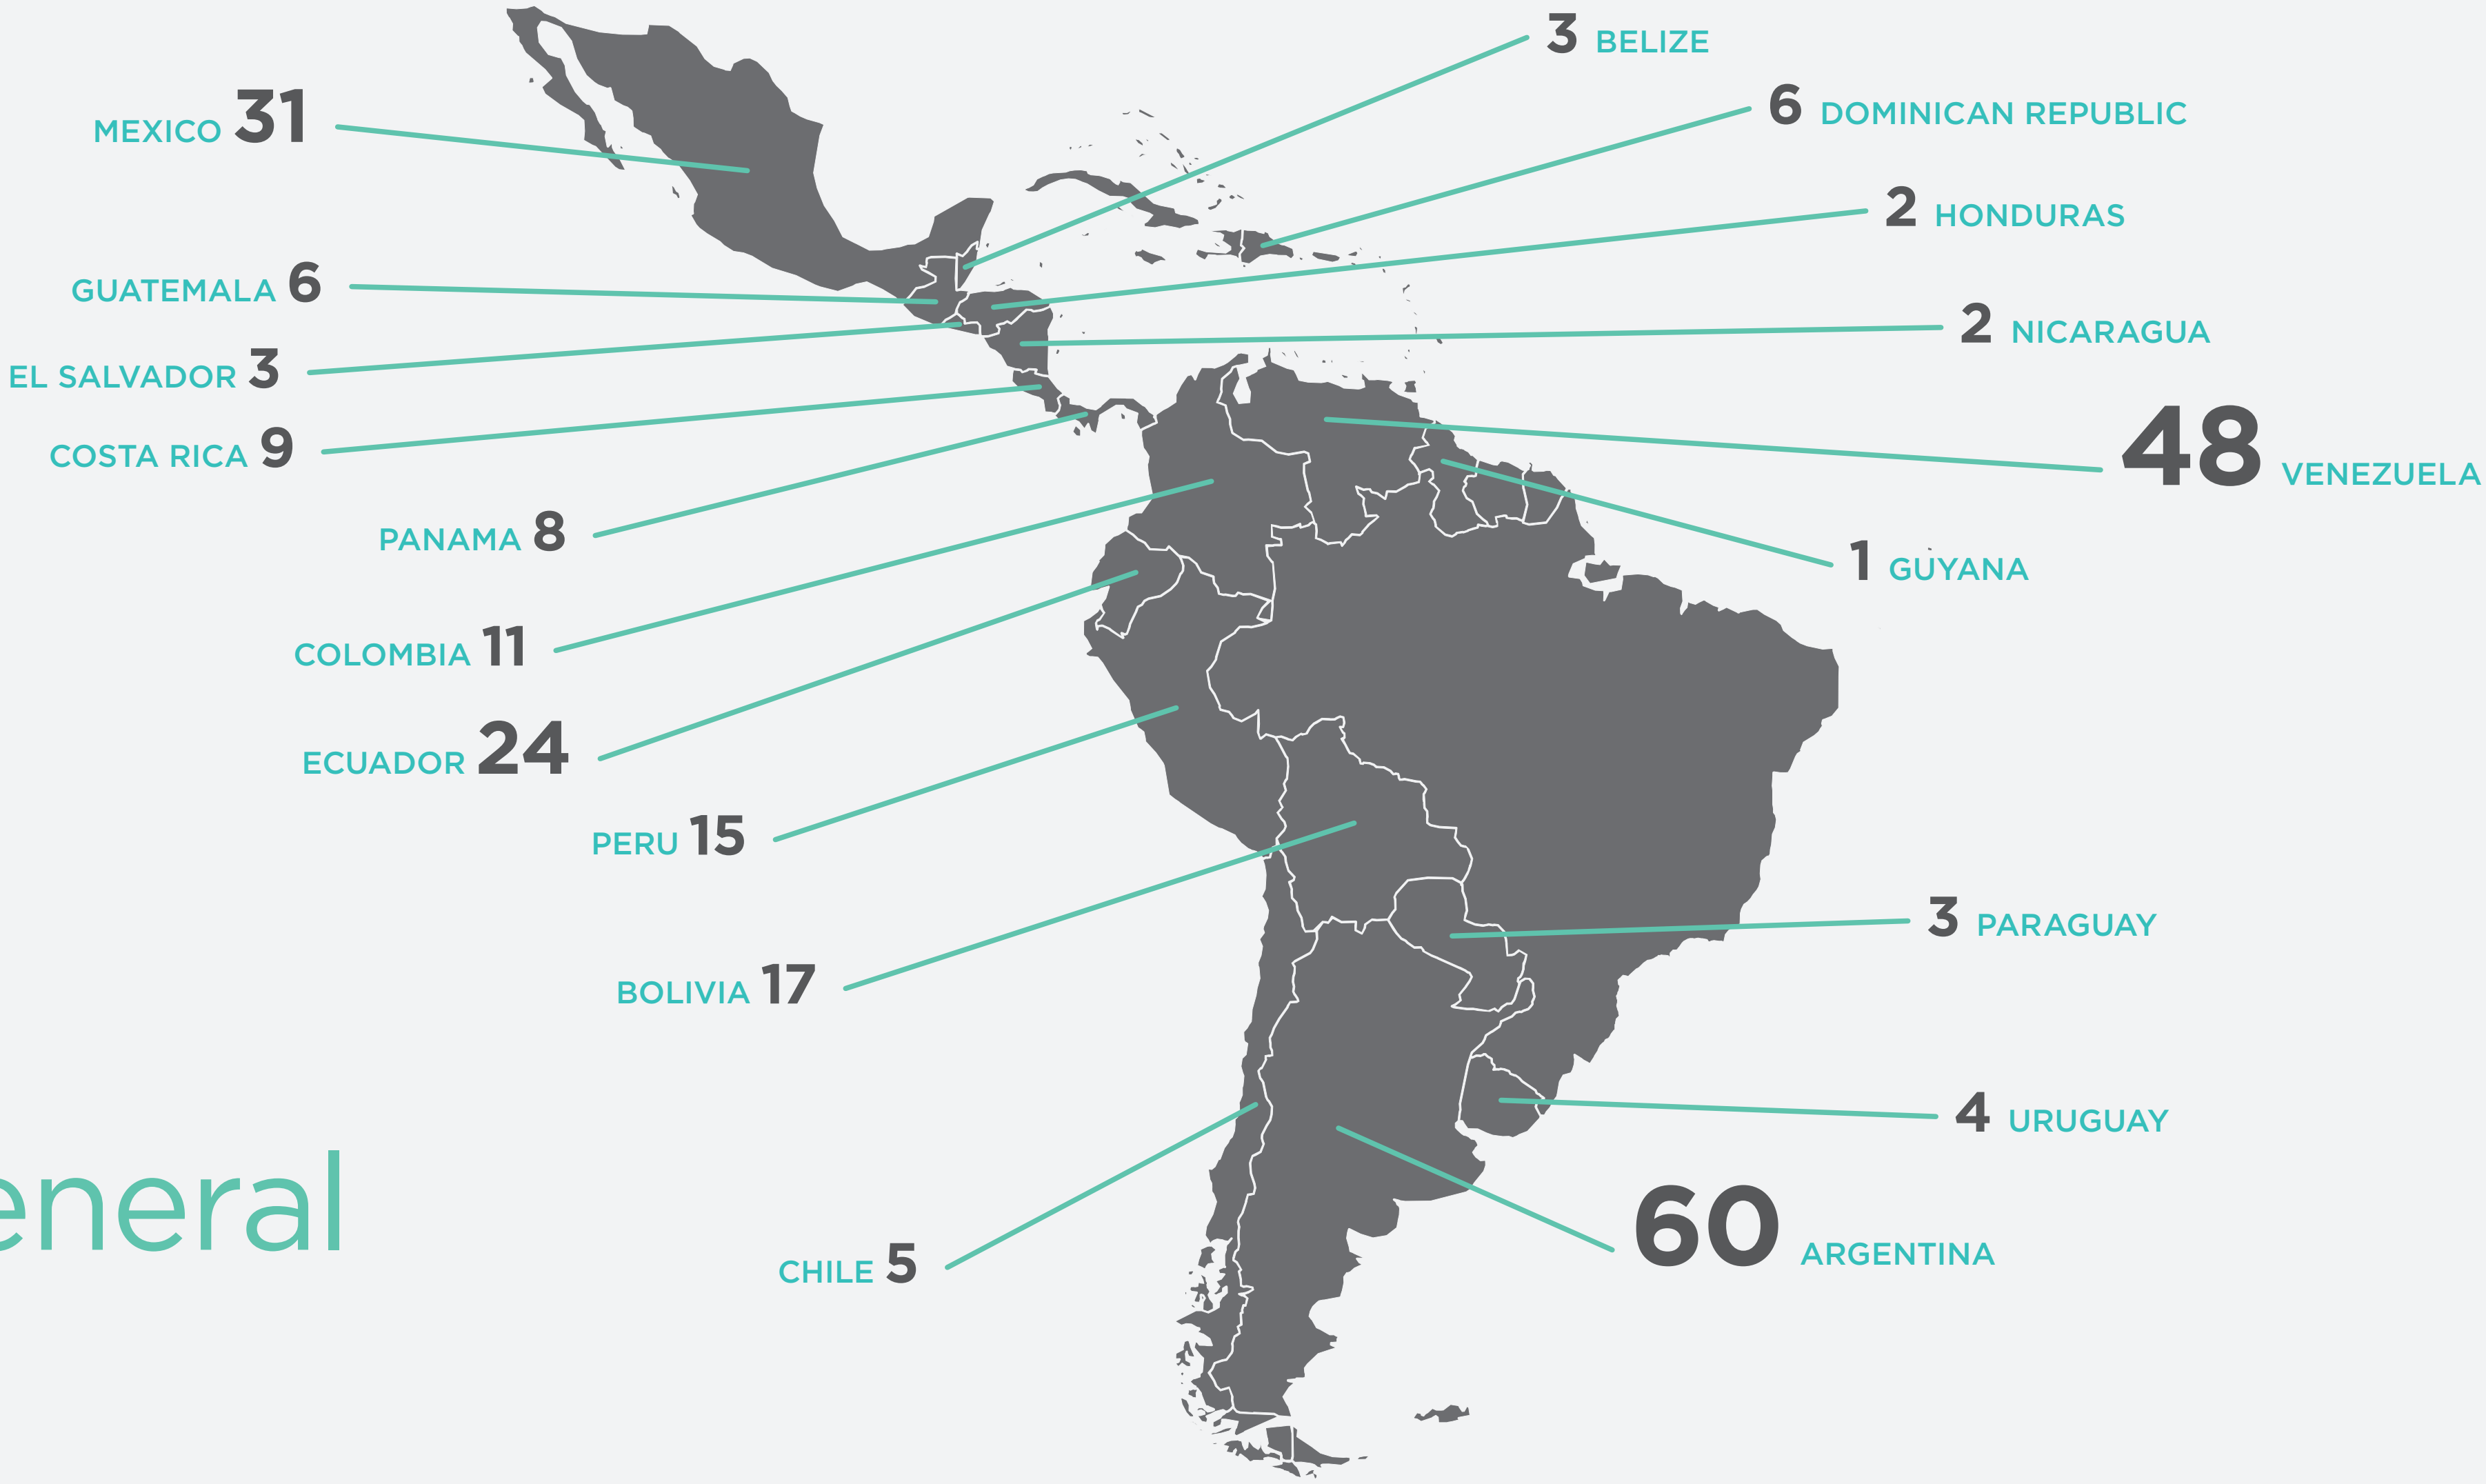 3 BELIZE
6 DOMINICAN REPUBLIC
MEXICO 31
2 HONDURAS
GUATEMALA 6
2 NICARAGUA
EL SALVADOR 3
COSTA RICA 9
48 VENEZUELA
PANAMA 8
1 GUYANA
COLOMBIA 11
ECUADOR 24
PERU 15
3 PARAGUAY
BOLIVIA 17
4 URUGUAY
eneral
60 ARGENTINA
CHILE 5